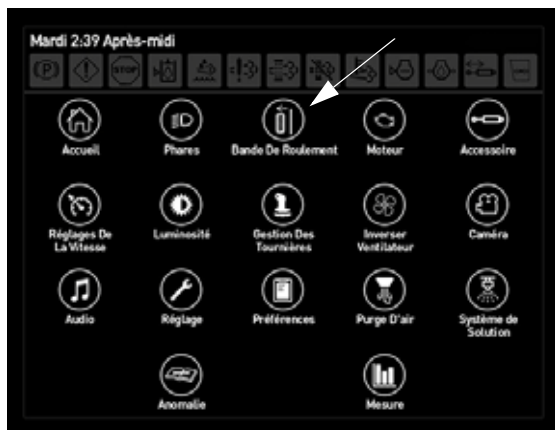 Mardi 2:39 Après-midi
(P) STOP
Accueil Phares Bande De Roulement Moteur Accessoire
Réglages De La Vitesse Luminosité Gestion Des Tournières Inverser Ventilateur Caméra
Audio Réglage Préférences Purge D'air Système de Solution
Anomalie Mesure